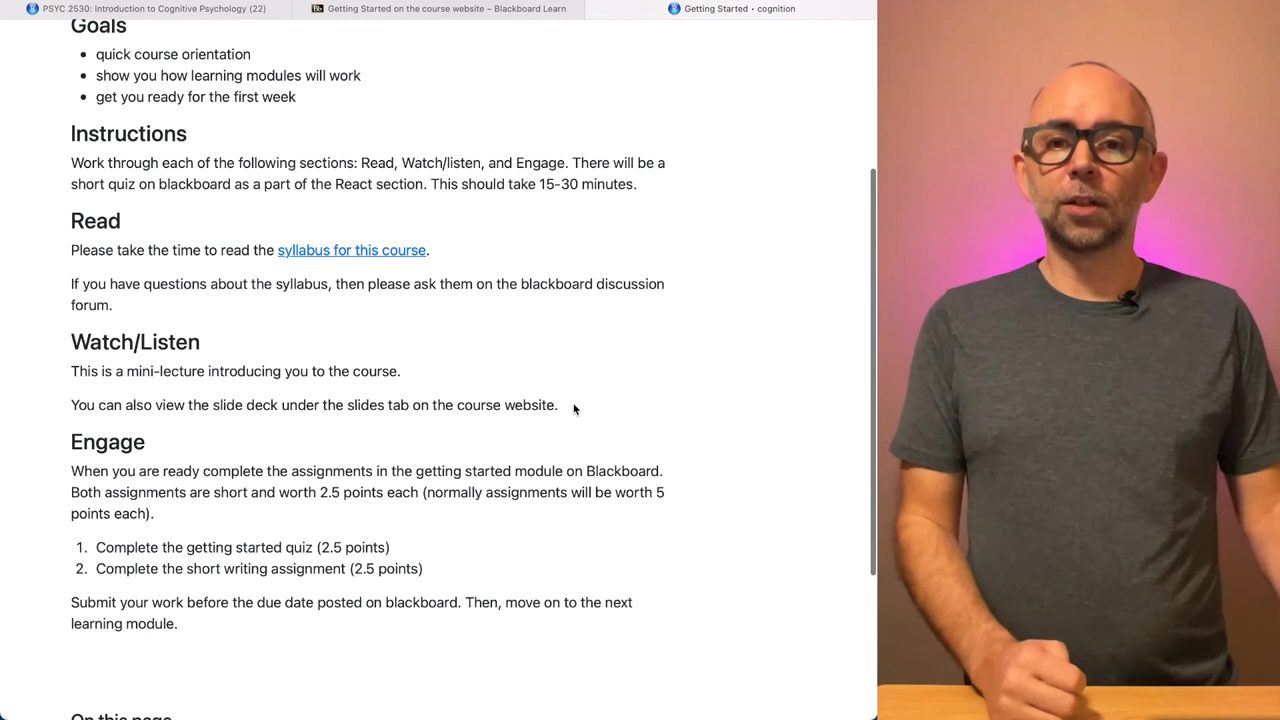 PSYC 2530: Introduction to Cognitive Psychology (22)
Getting Started on the course website – Blackboard Learn
Getting Started • cognition
Goals
• quick course orientation
• show you how learning modules will work
• get you ready for the first week
Instructions
Work through each of the following sections: Read, Watch/listen, and Engage. There will be a
short quiz on blackboard as a part of the React section. This should take 15-30 minutes.
Read
Please take the time to read the syllabus for this course.
If you have questions about the syllabus, then please ask them on the blackboard discussion
forum.
Watch/Listen
This is a mini-lecture introducing you to the course.
You can also view the slide deck under the slides tab on the course website.
Engage
When you are ready complete the assignments in the getting started module on Blackboard.
Both assignments are short and worth 2.5 points each (normally assignments will be worth 5
points each).
1. Complete the getting started quiz (2.5 points)
2. Complete the short writing assignment (2.5 points)
Submit your work before the due date posted on blackboard. Then, move on to the next
learning module.
On this page